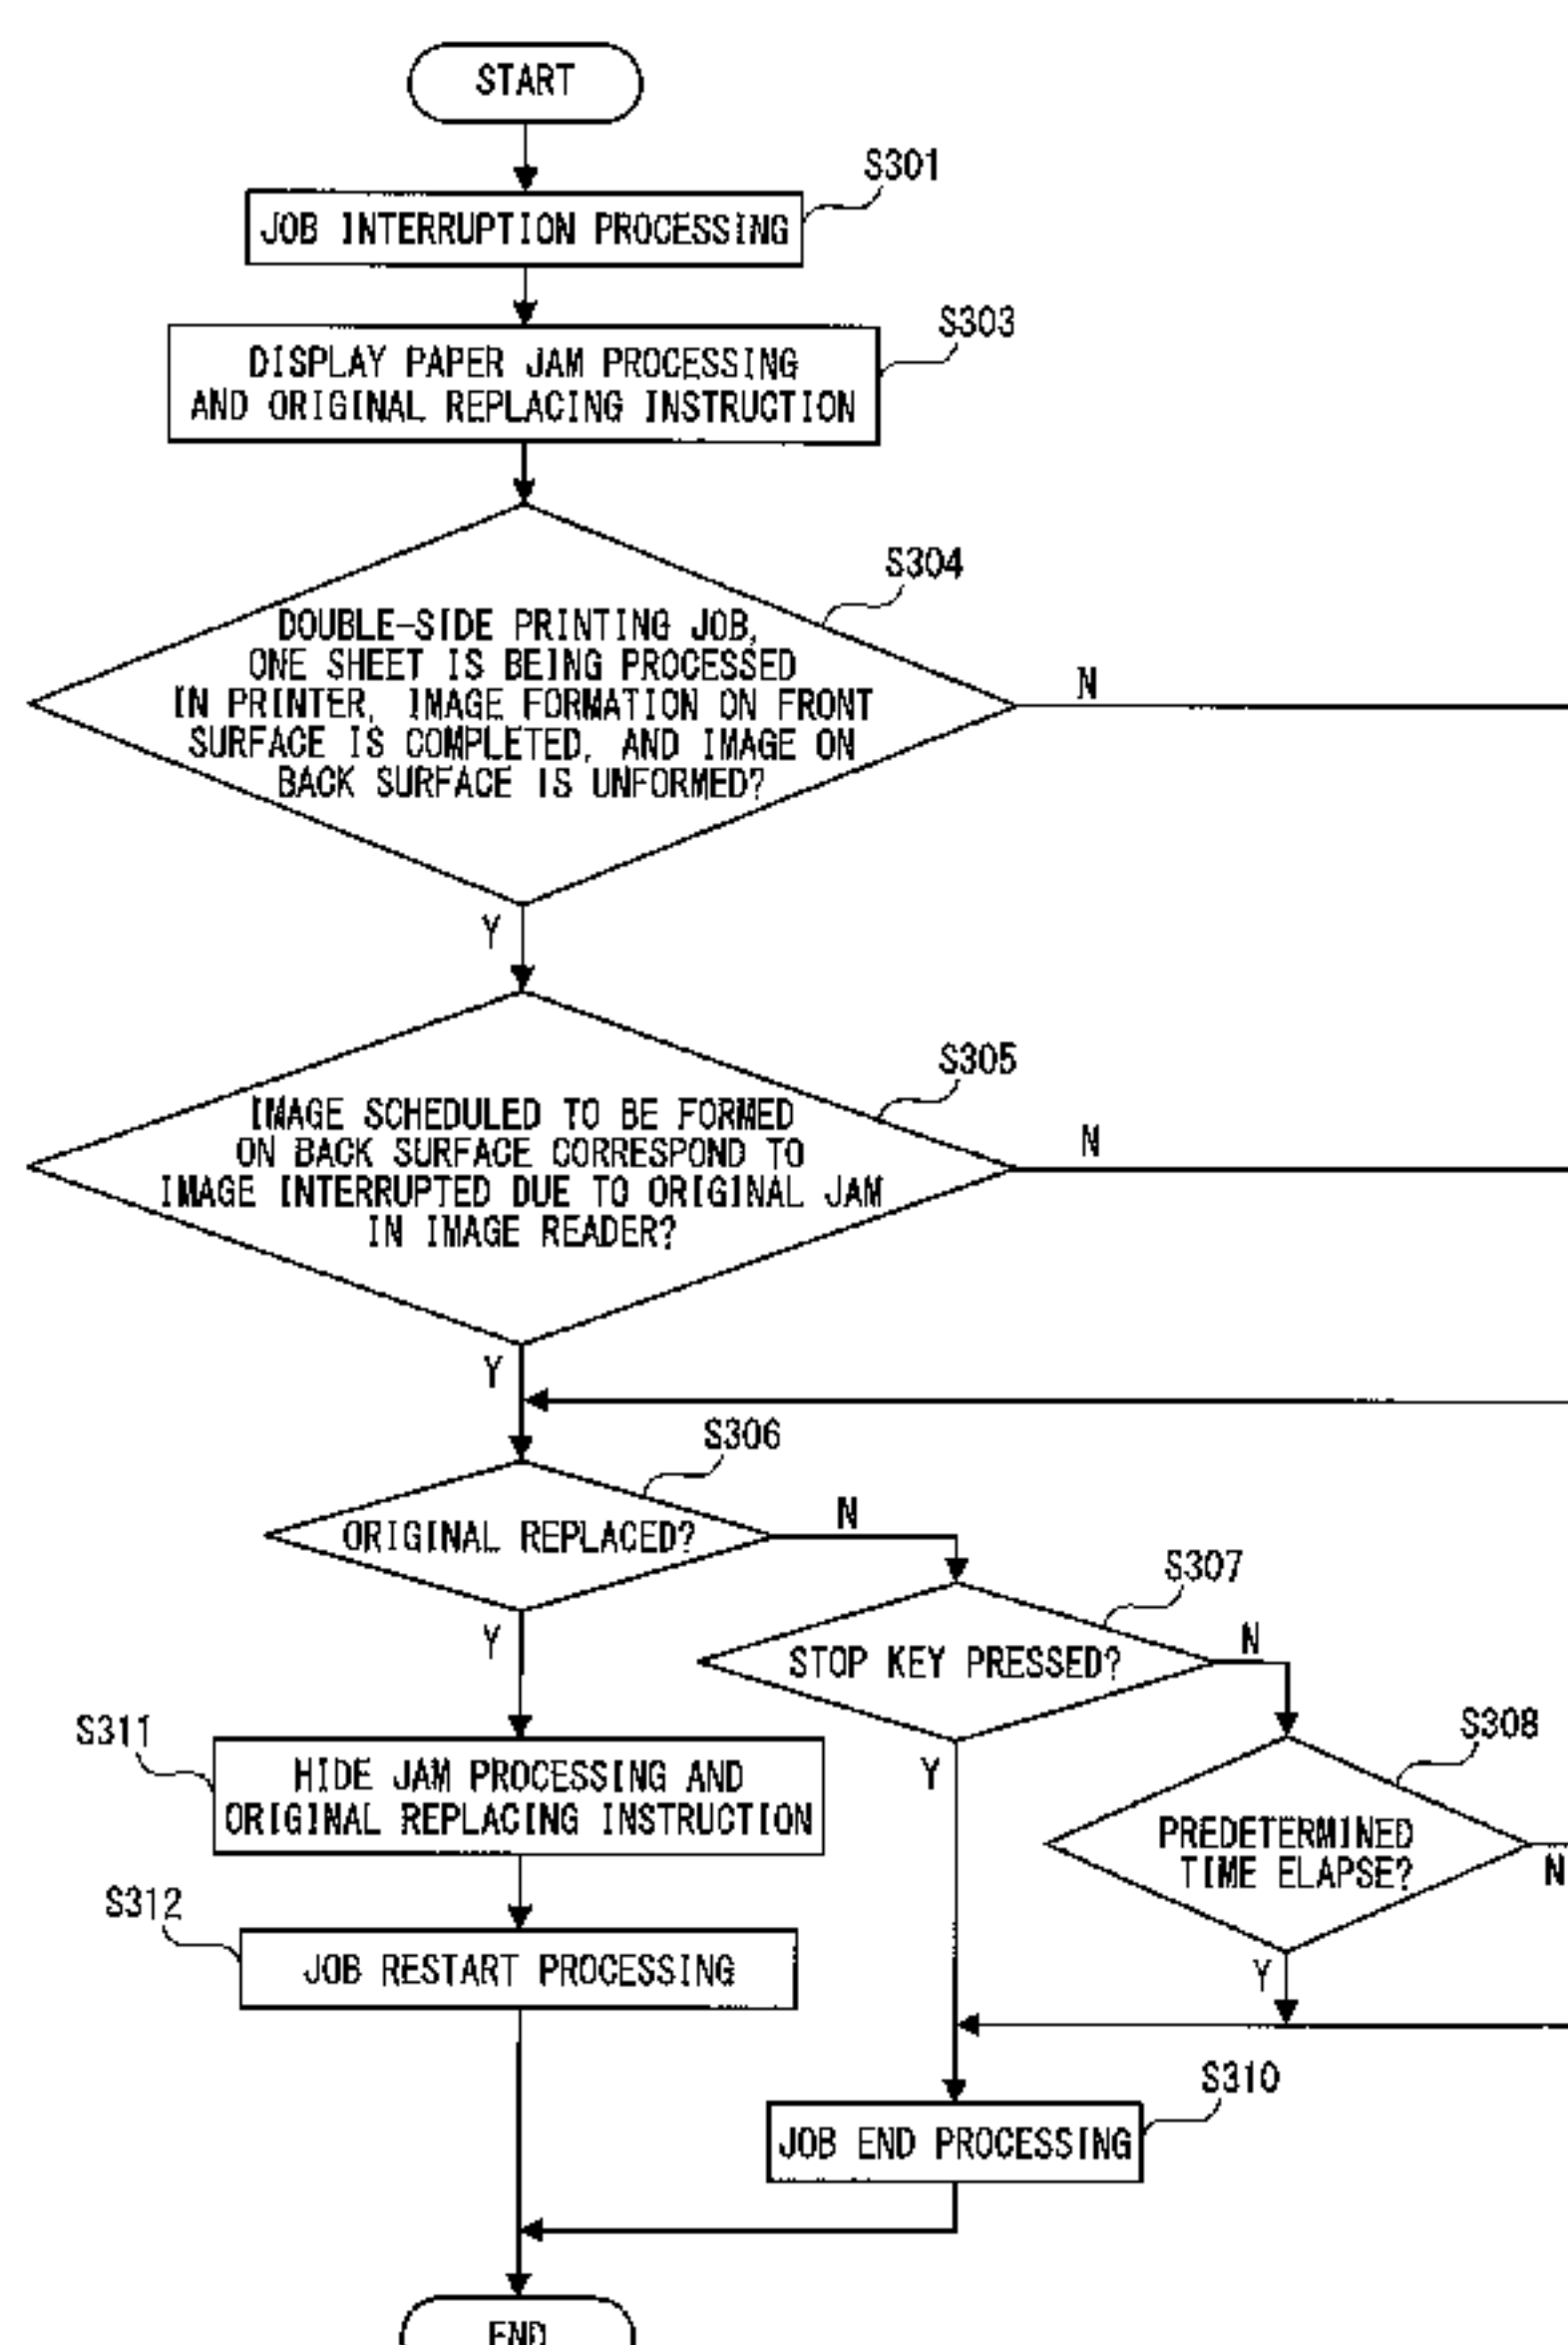 START
S301
JOB INTERRUPTION PROCESSING
S303
DISPLAY PAPER JAM PROCESSING
AND ORIGINAL REPLACING INSTRUCTION
S304
DOUBLE-SIDE PRINTING JOB,
ONE SHEET IS BEING PROCESSED
IN PRINTER, IMAGE FORMATION ON FRONT
SURFACE IS COMPLETED, AND IMAGE ON
BACK SURFACE IS UNFORMED?
N
Y
S305
IMAGE SCHEDULED TO BE FORMED
ON BACK SURFACE CORRESPOND TO
IMAGE INTERRUPTED DUE TO ORIGINAL JAM
IN IMAGE READER?
N
Y
S306
ORIGINAL REPLACED?
N
Y
S307
STOP KEY PRESSED?
N
Y
S308
PREDETERMINED
TIME ELAPSE?
N
Y
S311
HIDE JAM PROCESSING AND
ORIGINAL REPLACING INSTRUCTION
S312
JOB RESTART PROCESSING
S310
JOB END PROCESSING
END